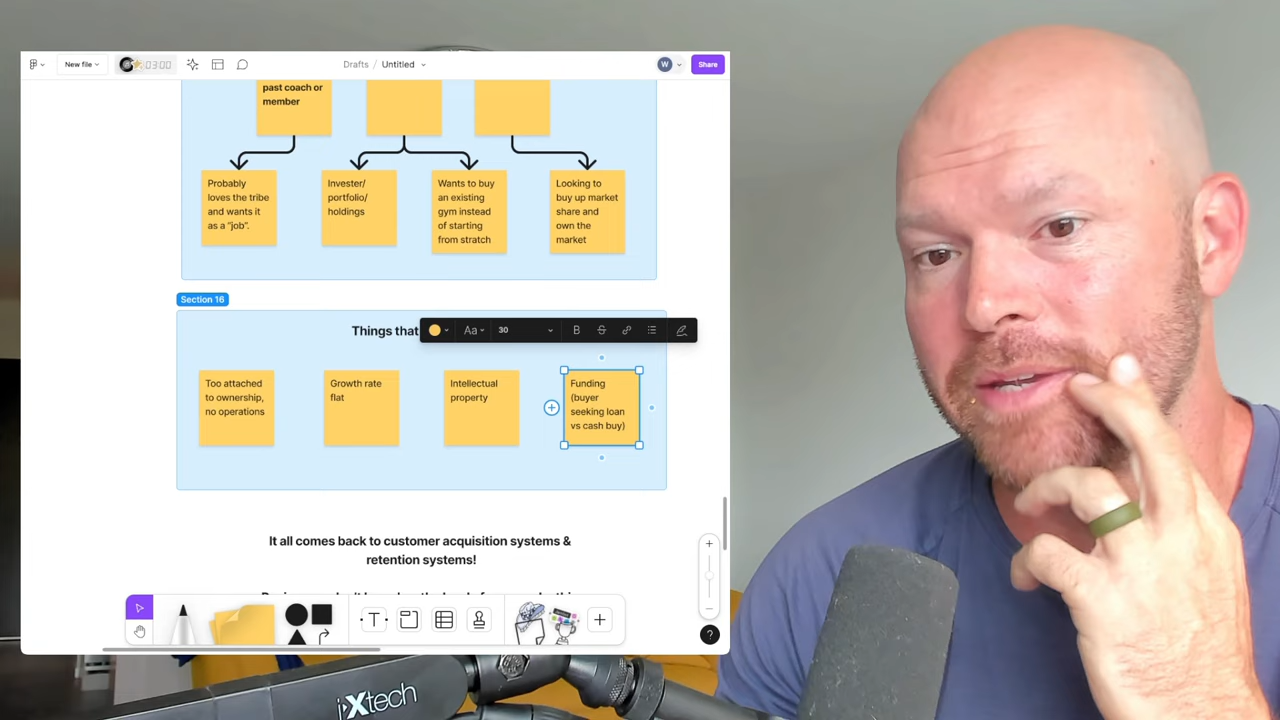 New file
03:00
Drafts / Untitled
W
Share
past coach or
member
Probably
loves the tribe
and wants it
as a "job".
Invester/
portfolio/
holdings
Wants to buy
an existing
gym instead
of starting
from stratch
Looking to
buy up market
share and
own the
market
Section 16
Things that
Aa
30
B
S
Too attached
to ownership,
no operations
Growth rate
flat
Intellectual
property
Funding
(buyer
seeking loan
vs cash buy)
It all comes back to customer acquisition systems &
retention systems!
T
?
iXtech